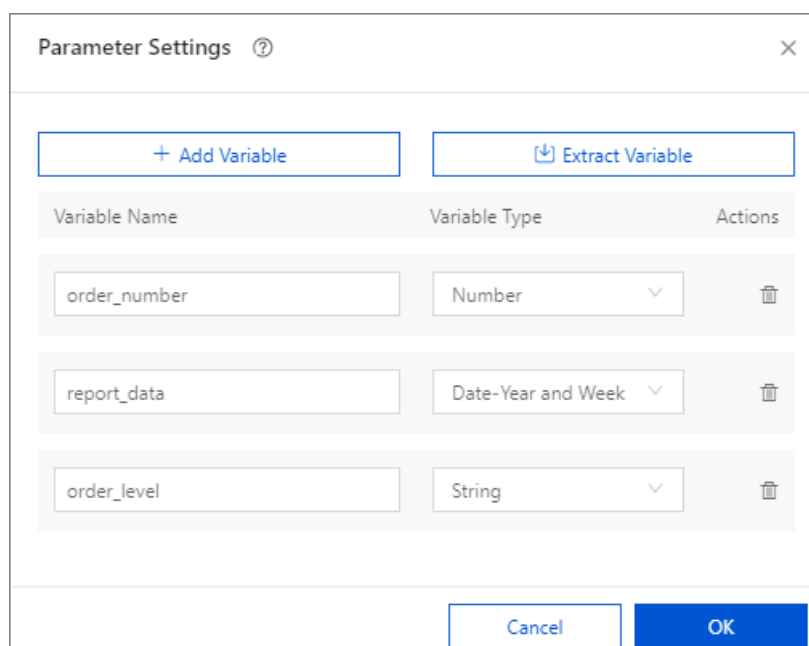 Parameter Settings
+ Add Variable
Extract Variable
Variable Name Variable Type Actions
order_number Number
report_data Date-Year and Week
order_level String
Cancel OK